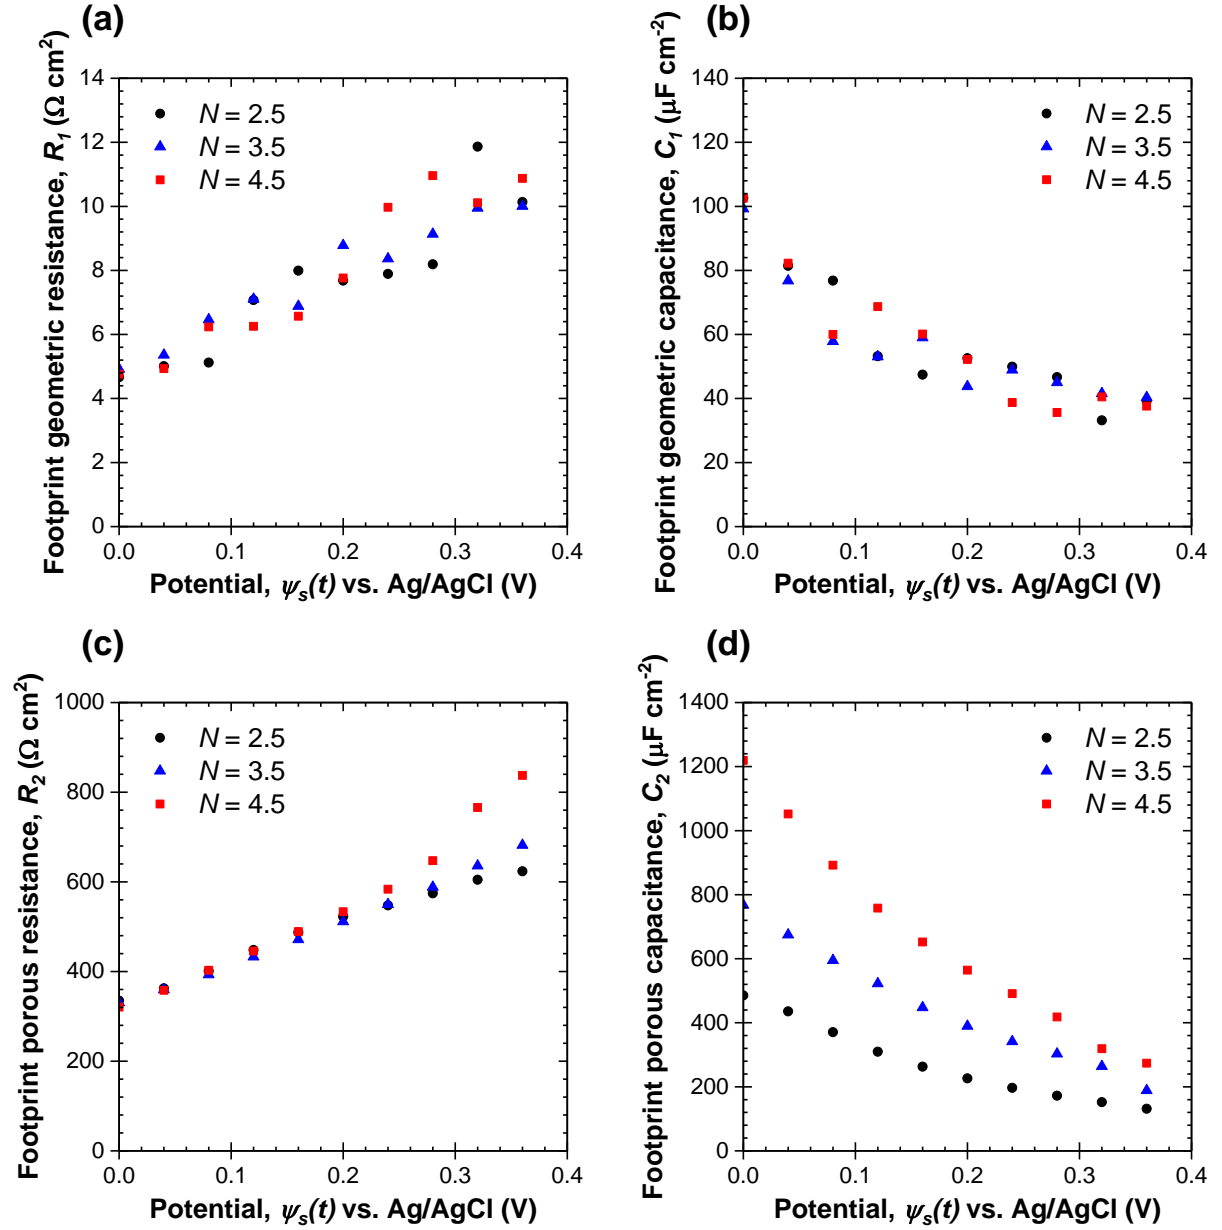 (a)
Footprint geometric resistance, R₁ (Ω cm²)
14
12
10
8
6
4
2
0
N = 2.5
N = 3.5
N = 4.5
0.0 0.1 0.2 0.3 0.4
Potential, ψₛ(t) vs. Ag/AgCl (V)
(b)
Footprint geometric capacitance, C₁ (μF cm⁻²)
140
120
100
80
60
40
20
0
N = 2.5
N = 3.5
N = 4.5
0.0 0.1 0.2 0.3 0.4
Potential, ψₛ(t) vs. Ag/AgCl (V)
(c)
Footprint porous resistance, R₂ (Ω cm²)
1000
800
600
400
200
0
N = 2.5
N = 3.5
N = 4.5
0.0 0.1 0.2 0.3 0.4
Potential, ψₛ(t) vs. Ag/AgCl (V)
(d)
Footprint porous capacitance, C₂ (μF cm⁻²)
1400
1200
1000
800
600
400
200
0
N = 2.5
N = 3.5
N = 4.5
0.0 0.1 0.2 0.3 0.4
Potential, ψₛ(t) vs. Ag/AgCl (V)